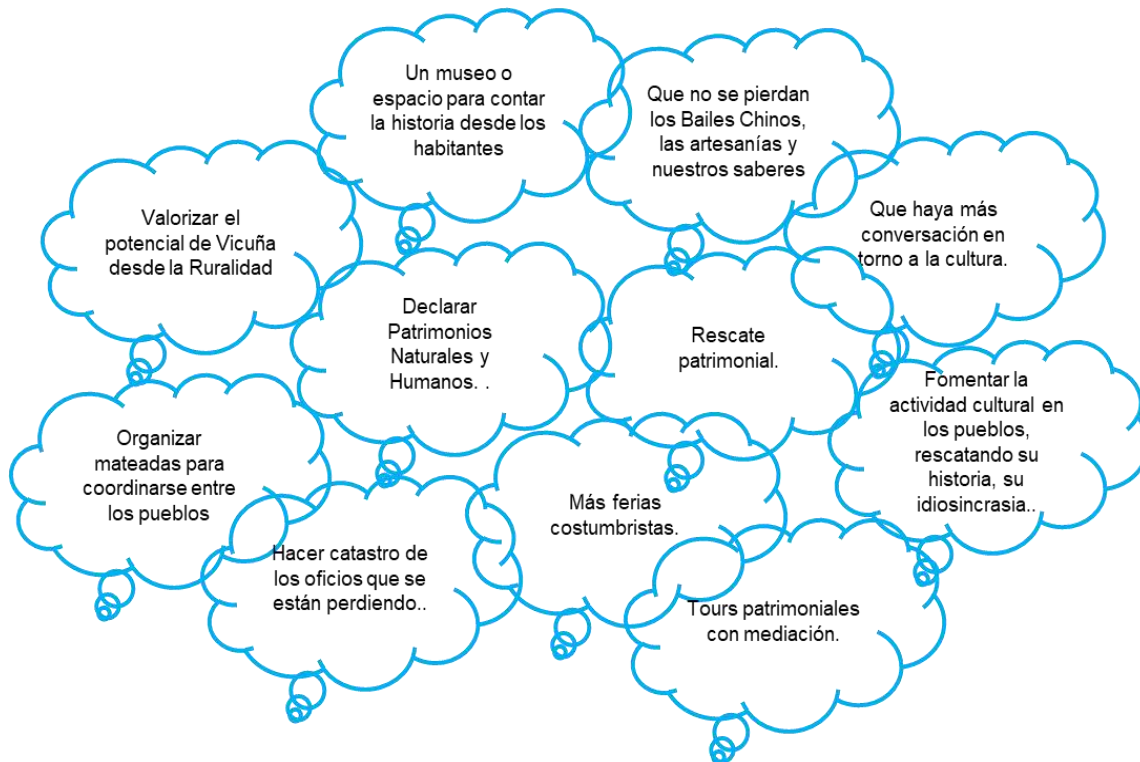 Un museo o
espacio para contar
la historia desde los
habitantes
Que no se pierdan
los Bailes Chinos,
las artesanías y
nuestros saberes
Valorizar el
potencial de Vicuña
desde la Ruralidad
Que haya más
conversación en
torno a la cultura.
Declarar
Patrimonios
Naturales y
Humanos. .
Rescate
patrimonial.
Fomentar la
actividad cultural en
los pueblos,
rescatando su
historia, su
idiosincrasia..
Organizar
mateadas para
coordinarse entre
los pueblos
Más ferias
costumbristas.
Hacer catastro de
los oficios que se
están perdiendo..
Tours patrimoniales
con mediación.